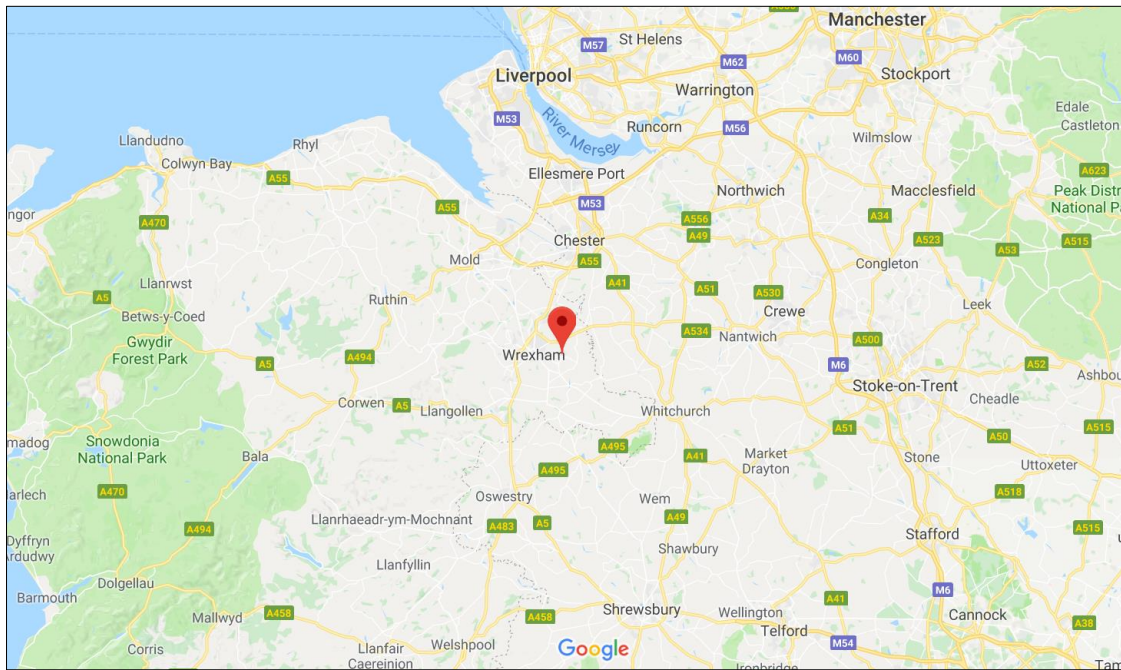 Manchester
M57
St Helens
M62
M60
Liverpool
Stockport
Warrington
M53
River Mersey
Runcorn
M56
Edale
Castleton
Llandudno
Rhyl
Wilmslow
Colwyn Bay
A55
Ellesmere Port
Northwich
Macclesfield
A623
Peak Distr
National Pa
ngor
A470
A55
M53
A556
A49
A34
A523
A53
A515
Chester
Mold
A55
Congleton
Llanrwst
A5
Ruthin
A41
A51
A530
Crewe
Leek
Betws-y-Coed
Gwydir
Forest Park
A494
A5
Wrexham
A534
Nantwich
A500
M6
A52
Ashbou
Stoke-on-Trent
Cheadle
Corwen
A5
Llangollen
Whitchurch
A51
A50
A515
madog
Snowdonia
National Park
Bala
A495
A41
Market
Drayton
Stone
Uttoxeter
A495
arlech
A470
Oswestry
Wem
A518
A494
Llanrhaeadr-ym-Mochnant
A483
A5
A49
Stafford
A515
Dyffryn
Ardudwy
Shawbury
Llanfyllin
Dolgellau
Barmouth
Mallwyd
A458
Shrewsbury
A458
Wellington
A41
M6
Cannock
A38
Telford
M54
Corris
Llanfair
Caereinion
Welshpool
Google
Ironbridge
Tam